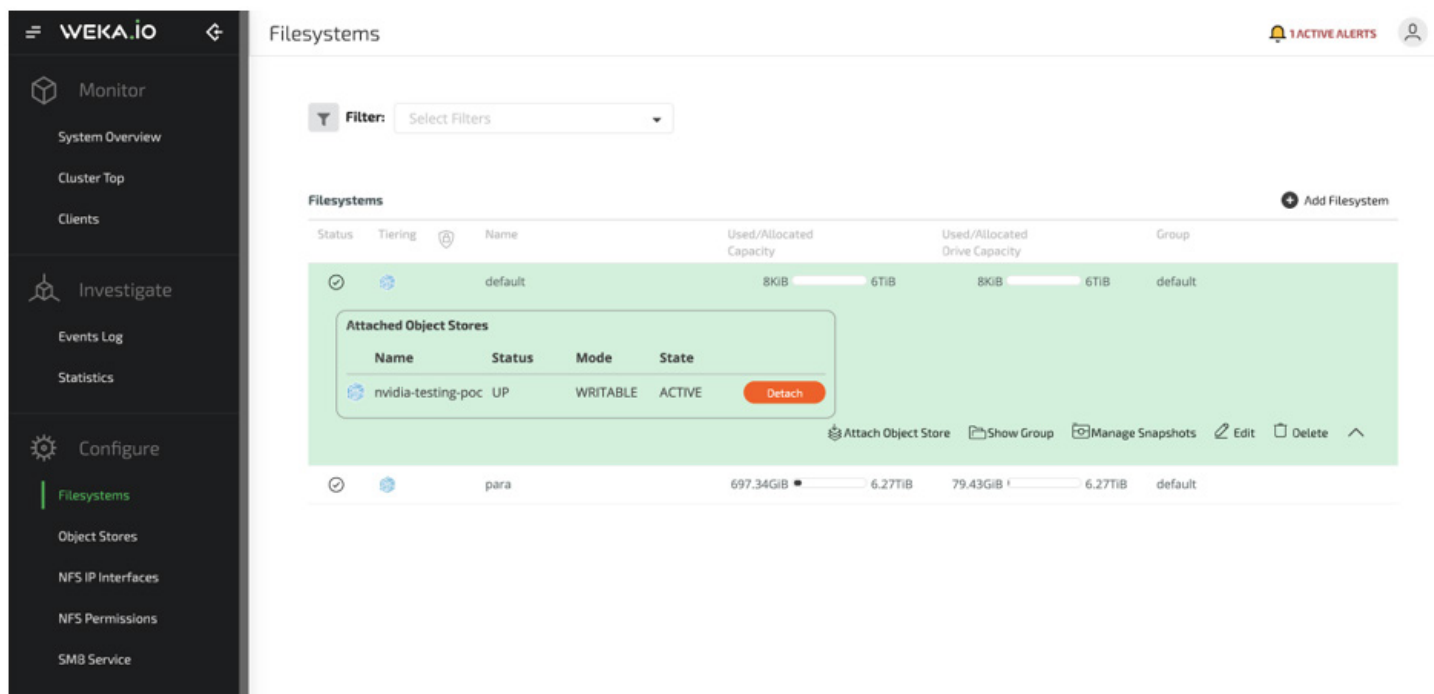 WEKA.iO
Filesystems
1 ACTIVE ALERTS
Monitor
System Overview
Cluster Top
Clients
Investigate
Events Log
Statistics
Configure
Filesystems
Object Stores
NFS IP Interfaces
NFS Permissions
SMB Service
Filter: Select Filters
Filesystems
Add Filesystem
Status Tiering Name Used/Allocated Capacity Used/Allocated Drive Capacity Group
default 8KiB 6TiB 8KiB 6TiB default
Attached Object Stores
Name Status Mode State
nvidia-testing-poc UP WRITABLE ACTIVE Detach
Attach Object Store Show Group Manage Snapshots Edit Delete
para 697.34GiB 6.27TiB 79.43GiB 6.27TiB default